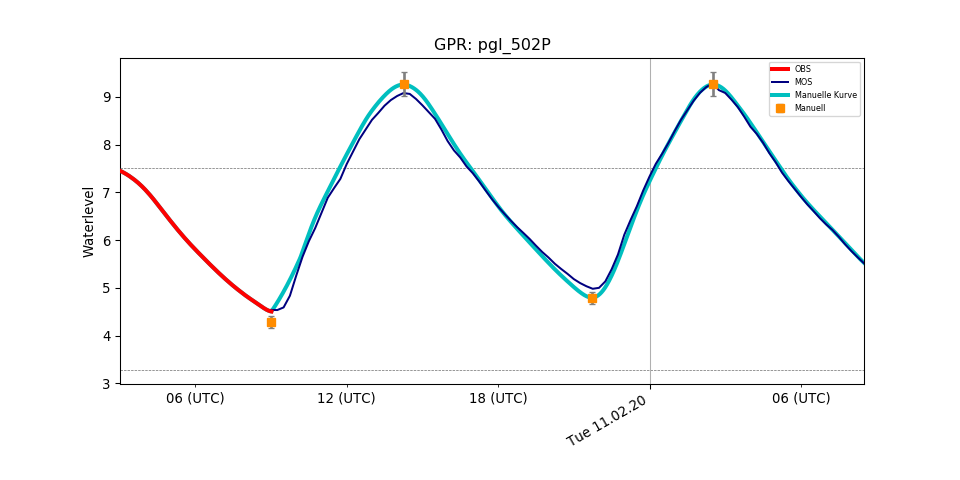 GPR: pgl_502P
OBS
MOS
Manuelle Kurve
Manuell
Waterlevel
9
8
7
6
5
4
3
06 (UTC)
12 (UTC)
18 (UTC)
Tue 11.02.20
06 (UTC)